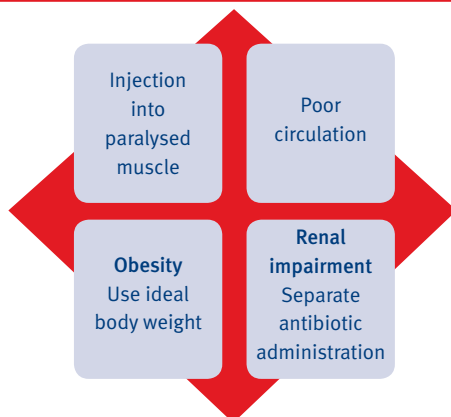 Injection
into
paralysed
muscle
Poor
circulation
Obesity
Use ideal
body weight
Renal
impairment
Separate
antibiotic
administration